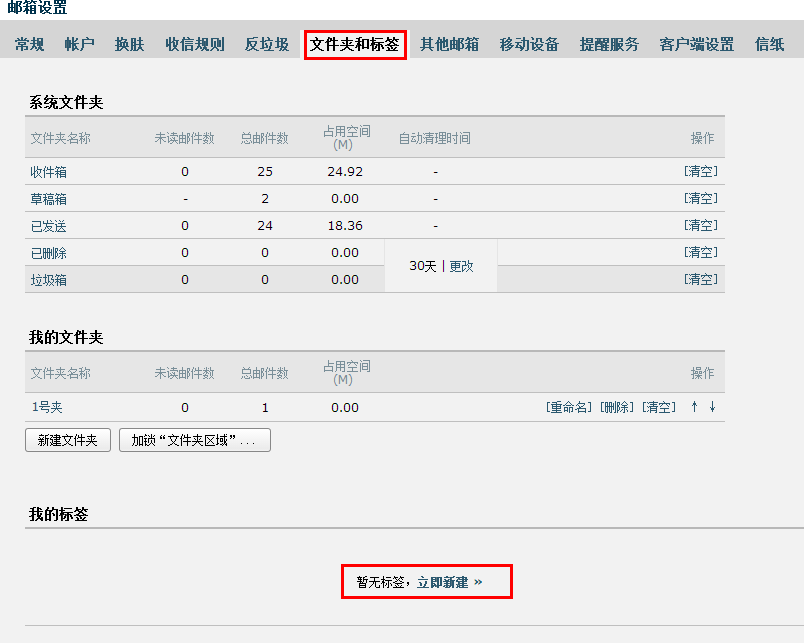 邮箱设置
常规 帐户 换肤 收信规则 反垃圾 文件夹和标签 其他邮箱 移动设备 提醒服务 客户端设置 信纸
系统文件夹
文件夹名称 未读邮件数 总邮件数 占用空间(M) 自动清理时间 操作
收件箱 0 25 24.92 - [清空]
草稿箱 - 2 0.00 - [清空]
已发送 0 24 18.36 - [清空]
已删除 0 0 0.00 [清空]
30天 | 更改
垃圾箱 0 0 0.00 [清空]
我的文件夹
文件夹名称 未读邮件数 总邮件数 占用空间(M) 操作
1号夹 0 1 0.00 [重命名] [删除] [清空] ↑ ↓
新建文件夹 加锁“文件夹区域”...
我的标签
暂无标签，立即新建 »